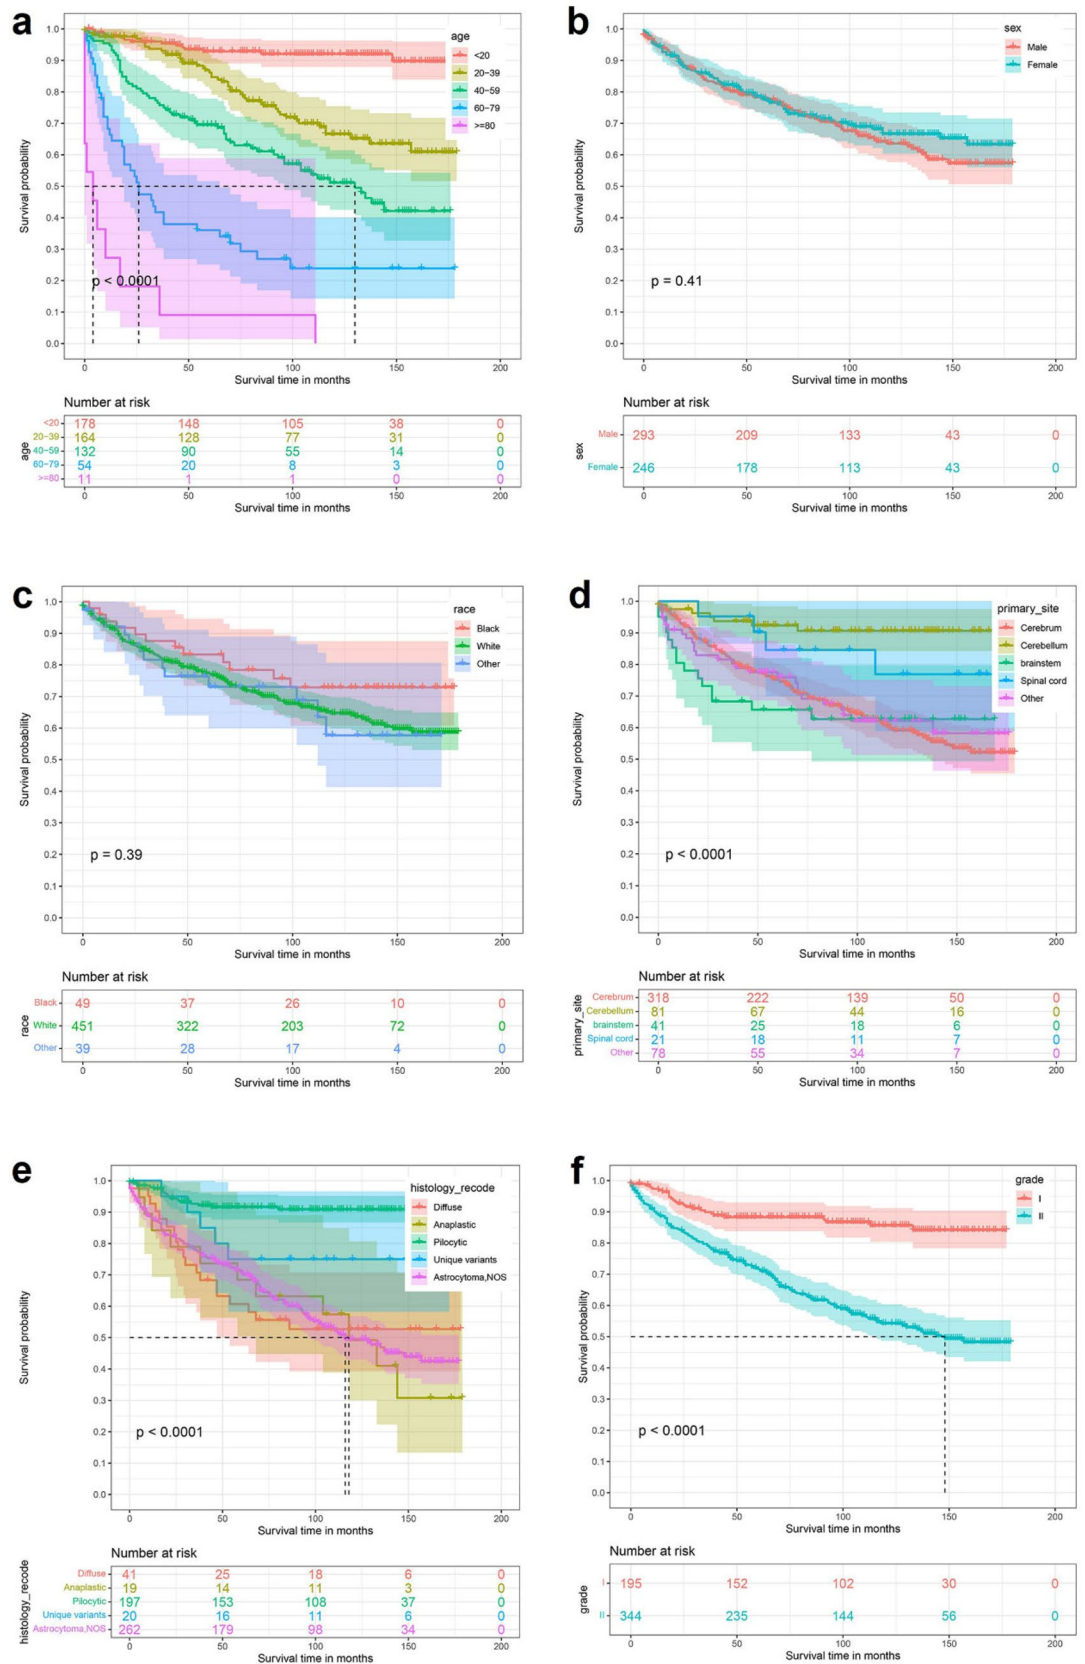 a
age
<20
20−39
40−59
60−79
>=80
Survival probability
1.0
0.9
0.8
0.7
0.6
0.5
0.4
0.3
0.2
0.1
0.0
p < 0.0001
0 50 100 150 200
Survival time in months
Number at risk
age
<20 178 148 105 38 0
20−39 164 128 77 31 0
40−59 132 90 55 14 0
60−79 54 20 8 3 0
>=80 11 1 1 0 0
0 50 100 150 200
Survival time in months
b
sex
Male
Female
Survival probability
1.0
0.9
0.8
0.7
0.6
0.5
0.4
0.3
0.2
0.1
0.0
p = 0.41
0 50 100 150 200
Survival time in months
Number at risk
sex
Male 293 209 133 43 0
Female 246 178 113 43 0
0 50 100 150 200
Survival time in months
c
race
Black
White
Other
Survival probability
1.0
0.9
0.8
0.7
0.6
0.5
0.4
0.3
0.2
0.1
0.0
p = 0.39
0 50 100 150 200
Survival time in months
Number at risk
race
Black 49 37 26 10 0
White 451 322 203 72 0
Other 39 28 17 4 0
0 50 100 150 200
Survival time in months
d
primary_site
Cerebrum
Cerebellum
brainstem
Spinal cord
Other
Survival probability
1.0
0.9
0.8
0.7
0.6
0.5
0.4
0.3
0.2
0.1
0.0
p < 0.0001
0 50 100 150 200
Survival time in months
Number at risk
primary_site
Cerebrum 318 222 139 50 0
Cerebellum 81 67 44 16 0
brainstem 41 25 18 6 0
Spinal cord 21 18 11 7 0
Other 78 55 34 7 0
0 50 100 150 200
Survival time in months
e
histology_recode
Diffuse
Anaplastic
Pilocytic
Unique variants
Astrocytoma,NOS
Survival probability
1.0
0.9
0.8
0.7
0.6
0.5
0.4
0.3
0.2
0.1
0.0
p < 0.0001
0 50 100 150 200
Survival time in months
Number at risk
histology_recode
Diffuse 41 25 18 6 0
Anaplastic 19 14 11 3 0
Pilocytic 197 153 108 37 0
Unique variants 20 16 11 6 0
Astrocytoma,NOS 262 179 98 34 0
0 50 100 150 200
Survival time in months
f
grade
I
II
Survival probability
1.0
0.9
0.8
0.7
0.6
0.5
0.4
0.3
0.2
0.1
0.0
p < 0.0001
0 50 100 150 200
Survival time in months
Number at risk
grade
I 195 152 102 30 0
II 344 235 144 56 0
0 50 100 150 200
Survival time in months